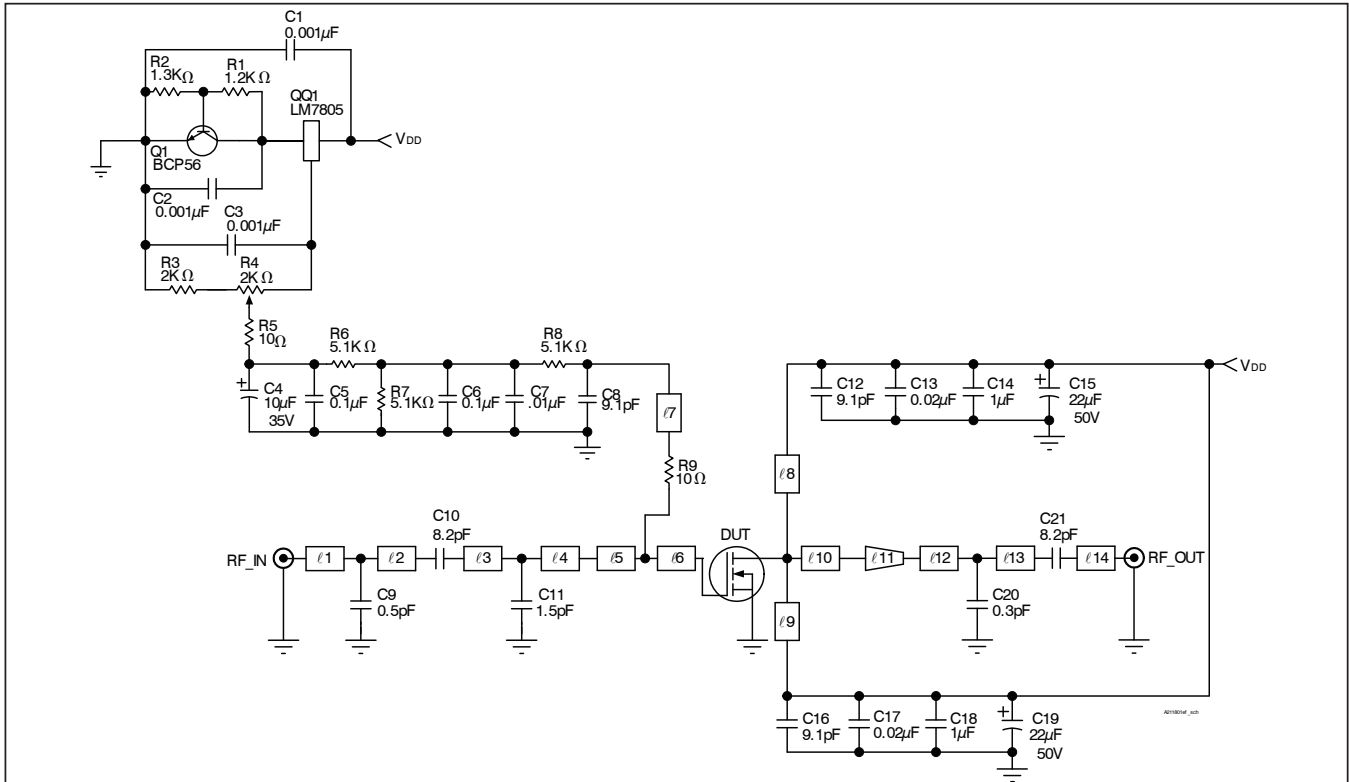 C1
0.001µF
R2
1.3KΩ
R1
1.2KΩ
QQ1
LM7805
VDD
Q1
BCP56
C2
0.001µF
C3
0.001µF
R3
2KΩ
R4
2KΩ
R5
10Ω
R6
5.1KΩ
R8
5.1KΩ
C4
10µF
35V
C5
0.1µF
R7
5.1KΩ
C6
0.1µF
C7
.01µF
C8
9.1pF
ℓ7
R9
10Ω
VDD
C12
9.1pF
C13
0.02µF
C14
1µF
C15
22µF
50V
ℓ8
RF_IN
ℓ1
ℓ2
C10
8.2pF
ℓ3
ℓ4
ℓ5
ℓ6
DUT
ℓ10
ℓ11
ℓ12
ℓ13
C21
8.2pF
ℓ14
RF_OUT
C9
0.5pF
C11
1.5pF
ℓ9
C20
0.3pF
C16
9.1pF
C17
0.02µF
C18
1µF
C19
22µF
50V